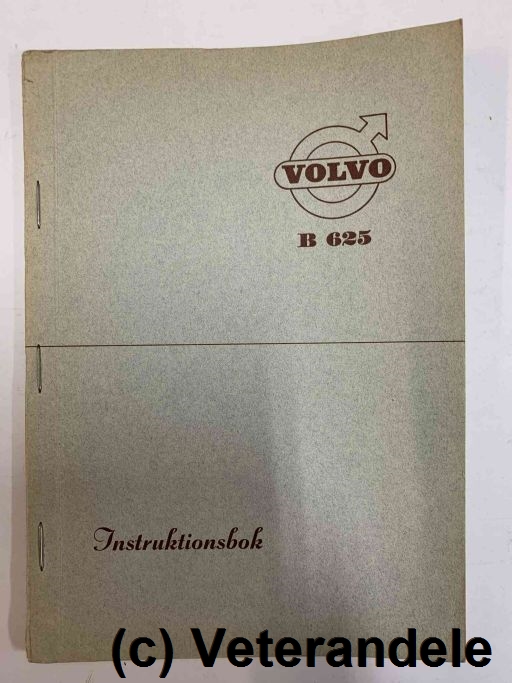 VOLVO
B 625
Instruktionsbok
(c) Veterandele